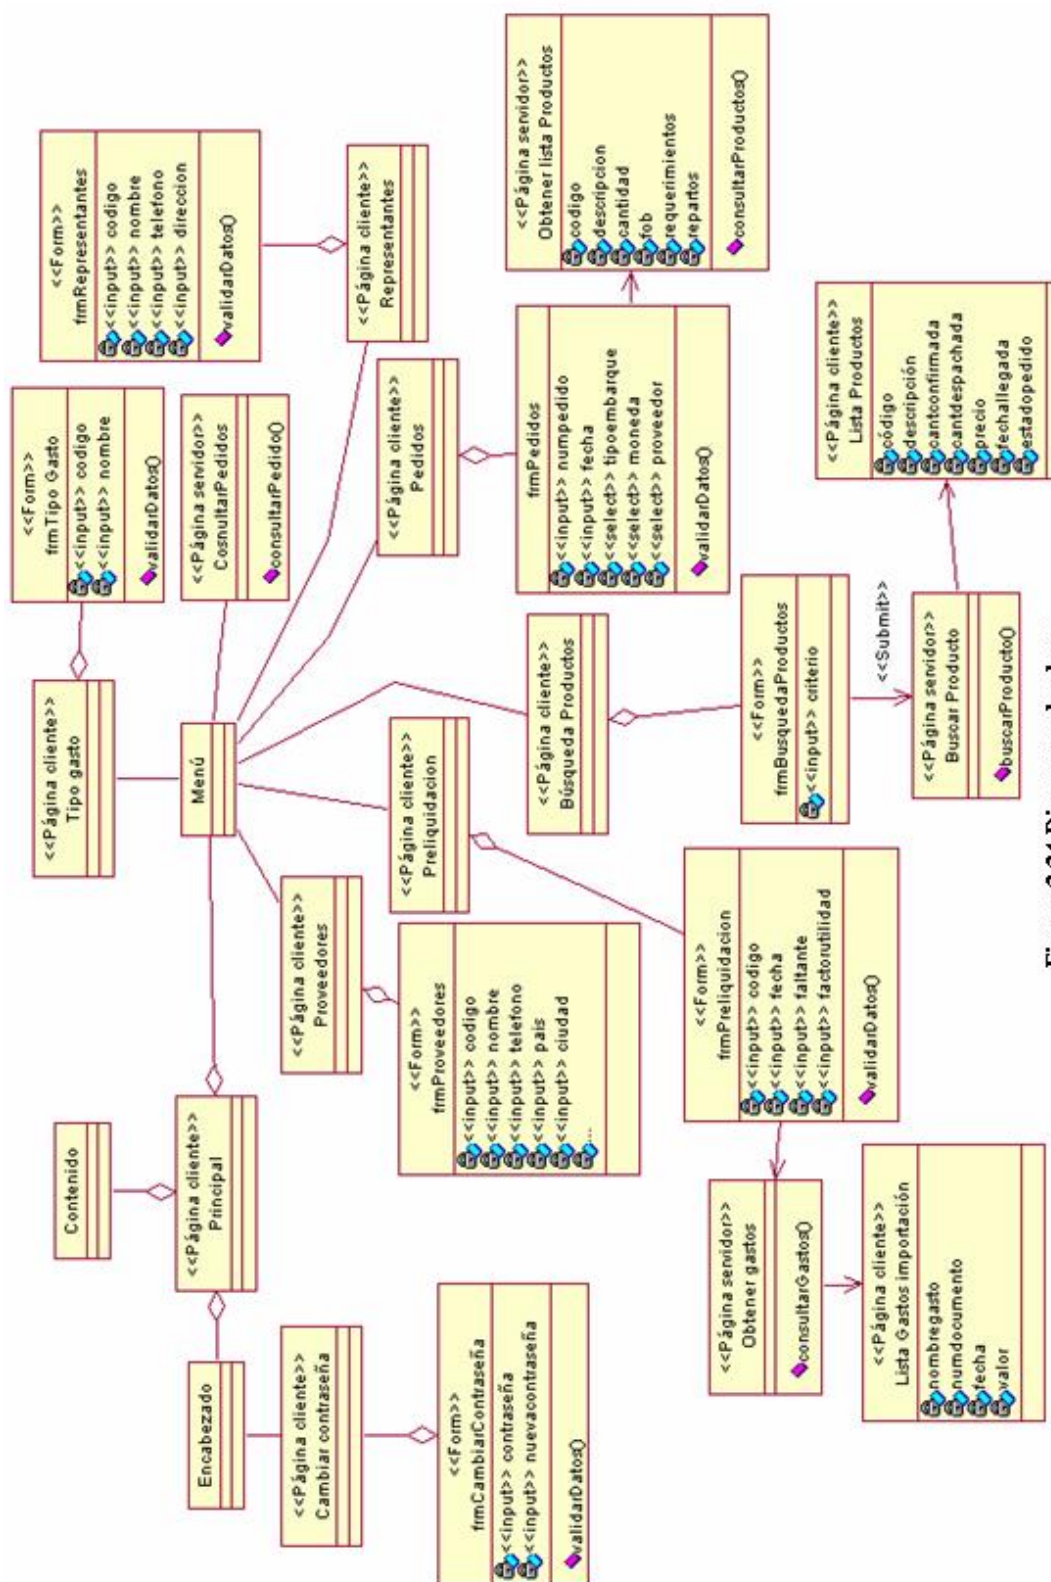 Contenido
<<Página cliente>>
Principal
Encabezado
<<Página cliente>>
Cambiar contraseña
<<Form>>
frmCambiarContraseña
<<input>> contraseña
<<input>> nuevacontraseña
validarDatos()
Menú
<<Página cliente>>
Tipo gasto
<<Form>>
frmTipo Gasto
<<input>> codigo
<<input>> nombre
validarDatos()
<<Página servidor>>
CosnultarPedidos
consultarPedido()
<<Form>>
frmRepresentantes
<<input>> codigo
<<input>> nombre
<<input>> telefono
<<input>> direccion
validarDatos()
<<Página cliente>>
Representantes
<<Página cliente>>
Pedidos
<<Form>>
frmPedidos
<<input>> numpedido
<<input>> fecha
<<select>> tipoembarque
<<select>> moneda
<<select>> proveedor
validarDatos()
<<Página servidor>>
Obtener lista Productos
codigo
descripcion
cantidad
fob
requerimientos
repartos
consultarProductos()
<<Página cliente>>
Proveedores
<<Form>>
frmProveedores
<<input>> codigo
<<input>> nombre
<<input>> telefono
<<input>> pais
<<input>> ciudad
...
<<Página cliente>>
Preliquidacion
<<Form>>
frmPreliquidacion
<<input>> codigo
<<input>> fecha
<<input>> faltante
<<input>> factorutilidad
validarDatos()
<<Página servidor>>
Obtener gastos
consultarGastos()
<<Página cliente>>
Lista Gastos importación
nombregasto
numdocumento
fecha
valor
<<Página cliente>>
Búsqueda Productos
<<Form>>
frmBusquedaProductos
<<input>> criterio
<<Submit>>
<<Página servidor>>
Buscar Producto
buscarProducto()
<<Página cliente>>
Lista Productos
código
descripción
cantconfirmada
cantdespachada
precio
fechallegada
estadopedido